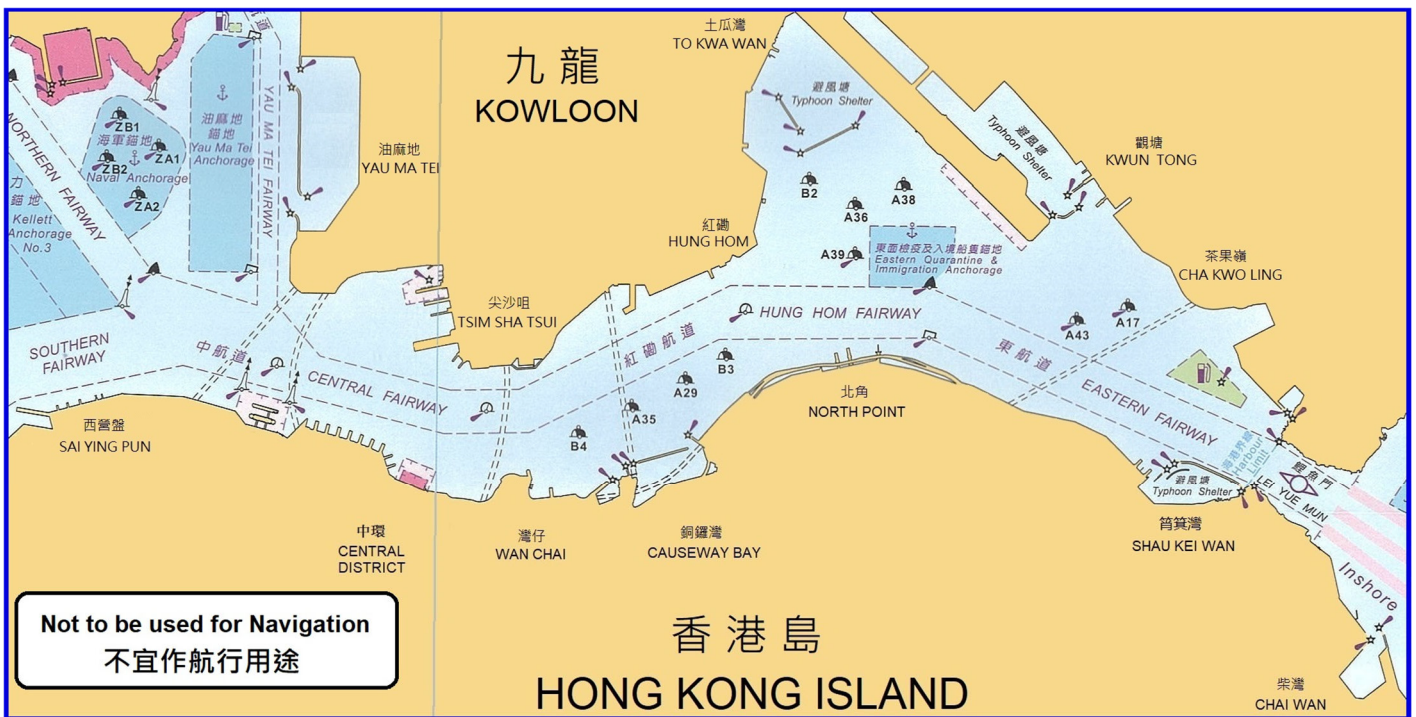 九龍
KOWLOON
土瓜灣
TO KWA WAN
避風塘
Typhoon Shelter
避風塘
Typhoon Shelter
觀塘
KWUN TONG
油麻地
YAU MA TEI
航道
YAU MA TEI FAIRWAY
油麻地
錨地
Yau Ma Tei
Anchorage
ZB1
海軍錨地
ZA1
ZB2
Naval Anchorage
ZA2
NORTHERN FAIRWAY
力
錨地
Kellett
Anchorage
No.3
B2
A36
A38
A39
東面檢疫及入境船隻錨地
Eastern Quarantine &
Immigration Anchorage
紅磡
HUNG HOM
茶果嶺
CHA KWO LING
尖沙咀
TSIM SHA TSUI
紅磡航道
HUNG HOM FAIRWAY
A43
A17
SOUTHERN
FAIRWAY
中航道
CENTRAL FAIRWAY
東航道
EASTERN FAIRWAY
B3
A29
A35
B4
北角
NORTH POINT
西營盤
SAI YING PUN
海港界線
Harbour
Limit
鯉魚門
LEI YUE MUN
避風塘
Typhoon Shelter
筲箕灣
SHAU KEI WAN
中環
CENTRAL
DISTRICT
灣仔
WAN CHAI
銅鑼灣
CAUSEWAY BAY
Inshore
Not to be used for Navigation
不宜作航行用途
香港島
HONG KONG ISLAND
柴灣
CHAI WAN